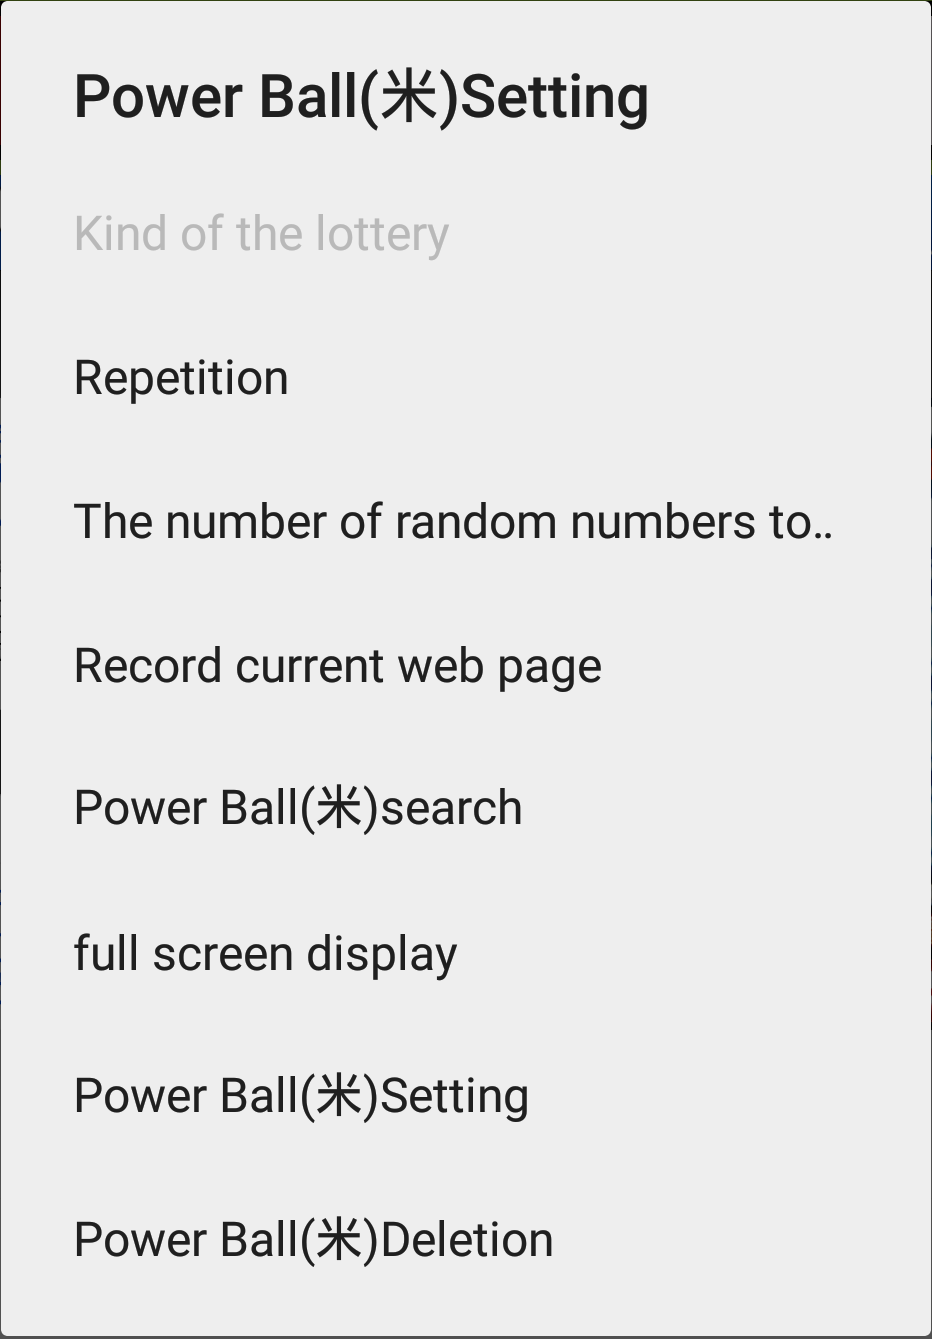 Power Ball(米)Setting
Kind of the lottery
Repetition
The number of random numbers to..
Record current web page
Power Ball(米)search
full screen display
Power Ball(米)Setting
Power Ball(米)Deletion